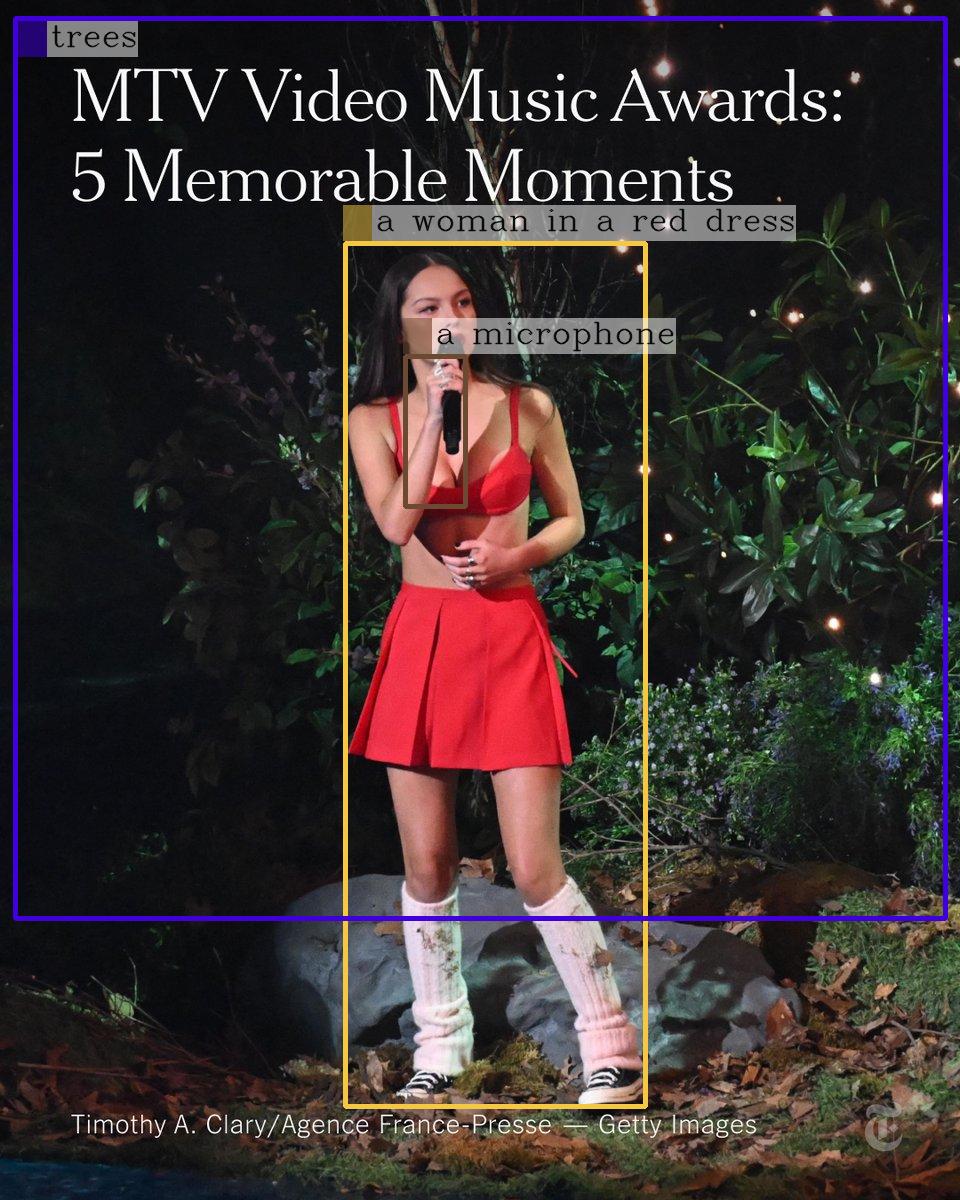 trees
MTV Video Music Awards:
5 Memorable Moments
a woman in a red dress
a microphone
Timothy A. Clary/Agence France-Presse — Getty Images
T